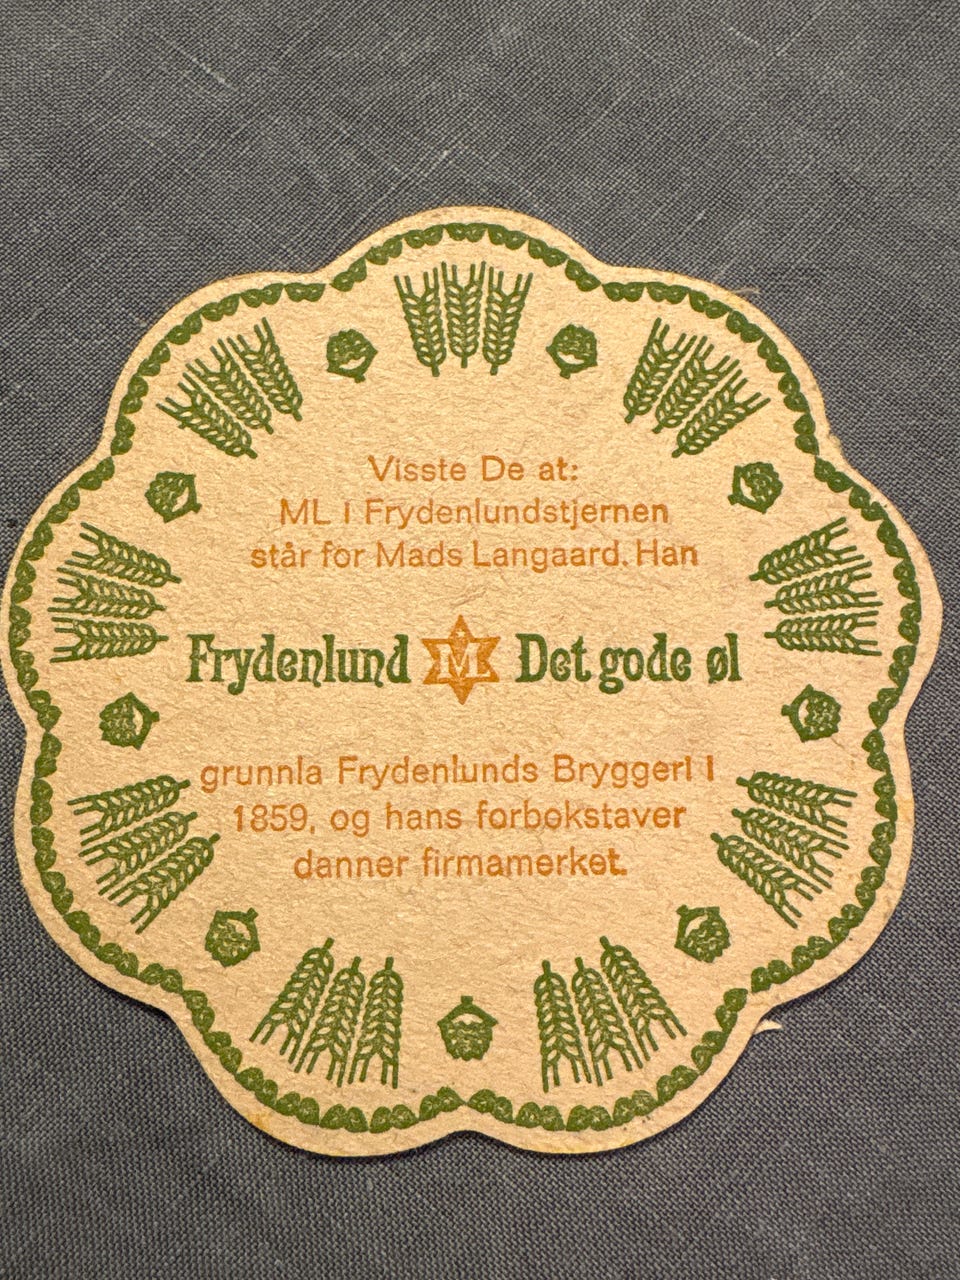 Visste De at:
ML i Frydenlundstjernen
står for Mads Langaard. Han
Frydenlund ML Det gode øl
grunnla Frydenlunds Bryggeri i
1859, og hans forbokstaver
danner firmamerket.